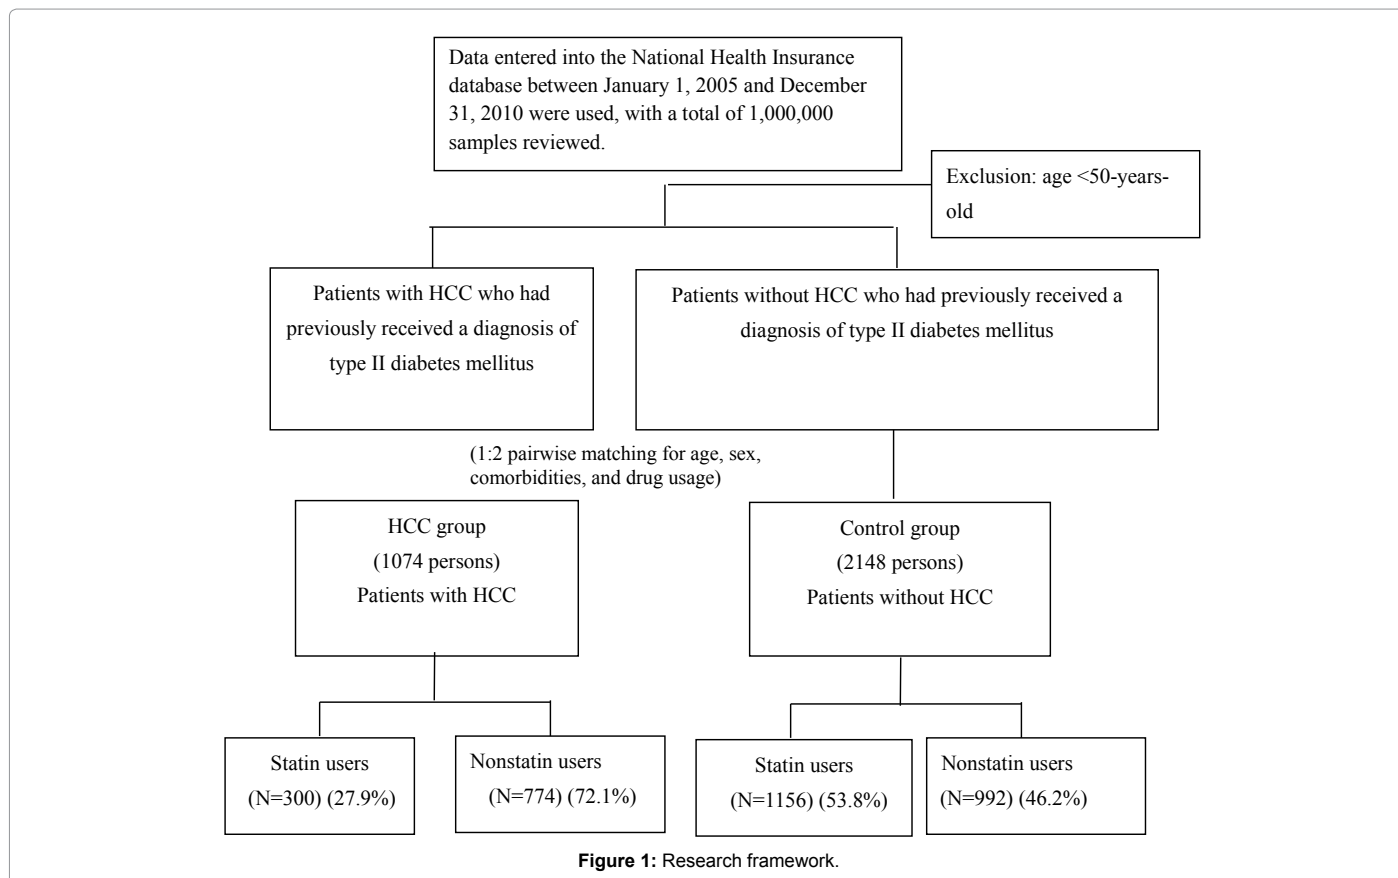 Data entered into the National Health Insurance
database between January 1, 2005 and December
31, 2010 were used, with a total of 1,000,000
samples reviewed.
Exclusion: age <50-years-
old
Patients with HCC who had
previously received a diagnosis of
type II diabetes mellitus
Patients without HCC who had previously received a
diagnosis of type II diabetes mellitus
(1:2 pairwise matching for age, sex,
comorbidities, and drug usage)
HCC group
(1074 persons)
Patients with HCC
Control group
(2148 persons)
Patients without HCC
Statin users
(N=300) (27.9%)
Nonstatin users
(N=774) (72.1%)
Statin users
(N=1156) (53.8%)
Nonstatin users
(N=992) (46.2%)
Figure 1: Research framework.